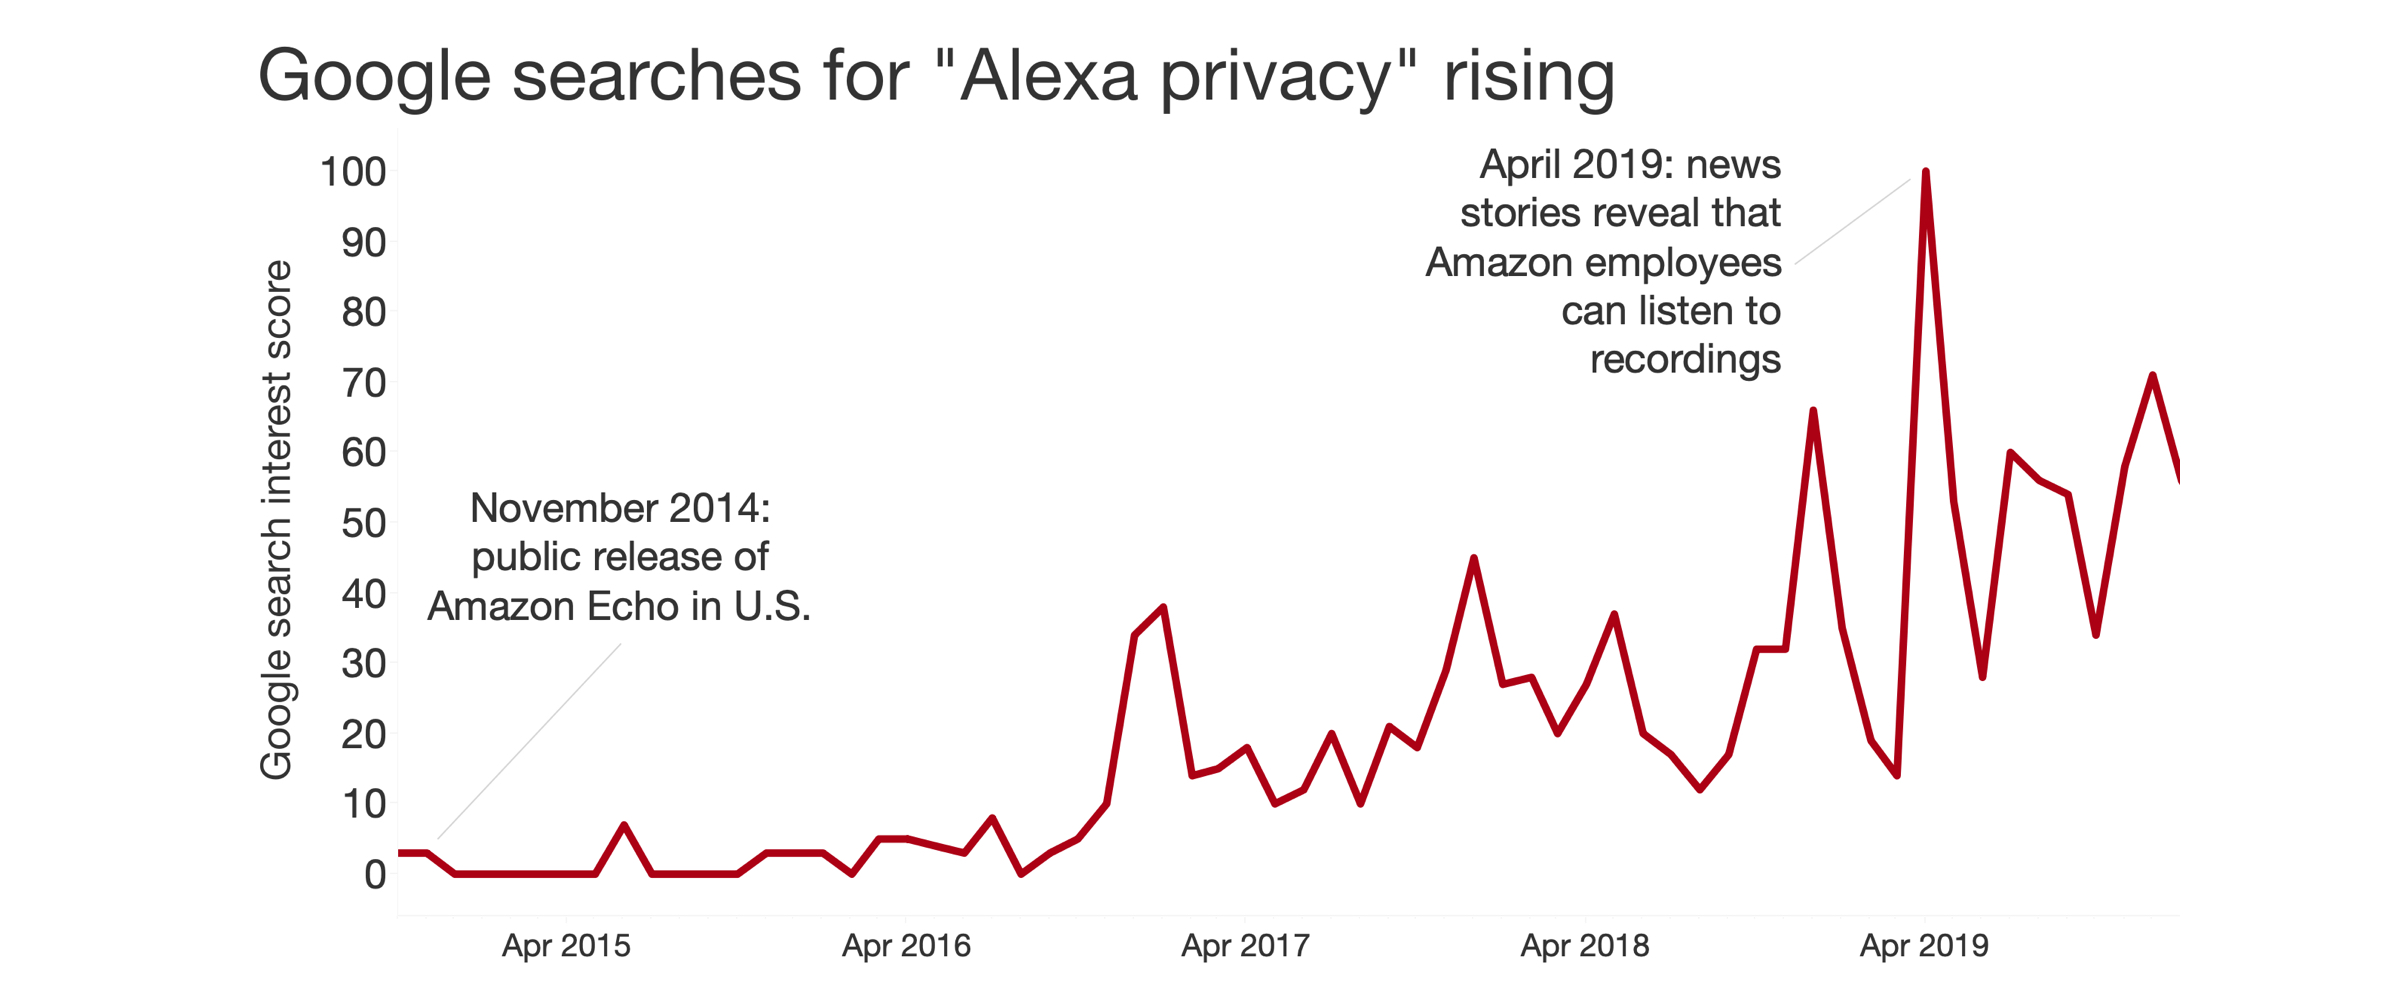 Google searches for "Alexa privacy" rising
Google search interest score
100
90
80
70
60
50
40
30
20
10
0
November 2014:
public release of
Amazon Echo in U.S.
April 2019: news
stories reveal that
Amazon employees
can listen to
recordings
Apr 2015
Apr 2016
Apr 2017
Apr 2018
Apr 2019